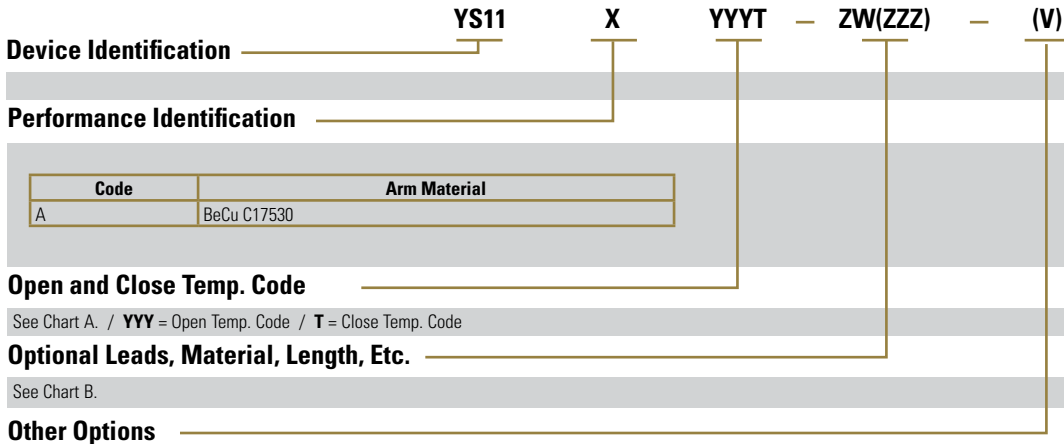 YS11 X YYYT – ZW(ZZZ) – (V)
Device Identification
Performance Identification
Code Arm Material
A BeCu C17530
Open and Close Temp. Code
See Chart A. / YYY = Open Temp. Code / T = Close Temp. Code
Optional Leads, Material, Length, Etc.
See Chart B.
Other Options